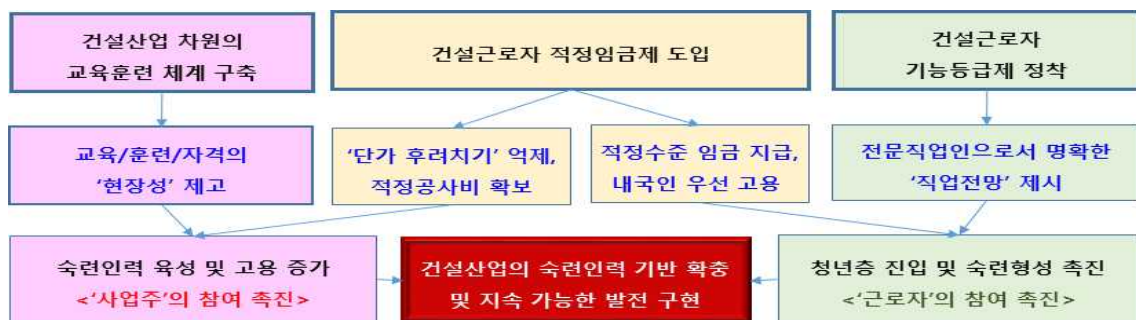 건설산업 차원의
교육훈련 체계 구축
건설근로자 적정임금제 도입
건설근로자
기능등급제 정착
교육/훈련/자격의
‘현장성’ 제고
‘단가 후려치기’ 억제,
적정공사비 확보
적정수준 임금 지급,
내국인 우선 고용
전문직업인으로서 명확한
‘직업전망’ 제시
숙련인력 육성 및 고용 증가
<‘사업주’의 참여 촉진>
건설산업의 숙련인력 기반 확충
및 지속 가능한 발전 구현
청년층 진입 및 숙련형성 촉진
<‘근로자’의 참여 촉진>